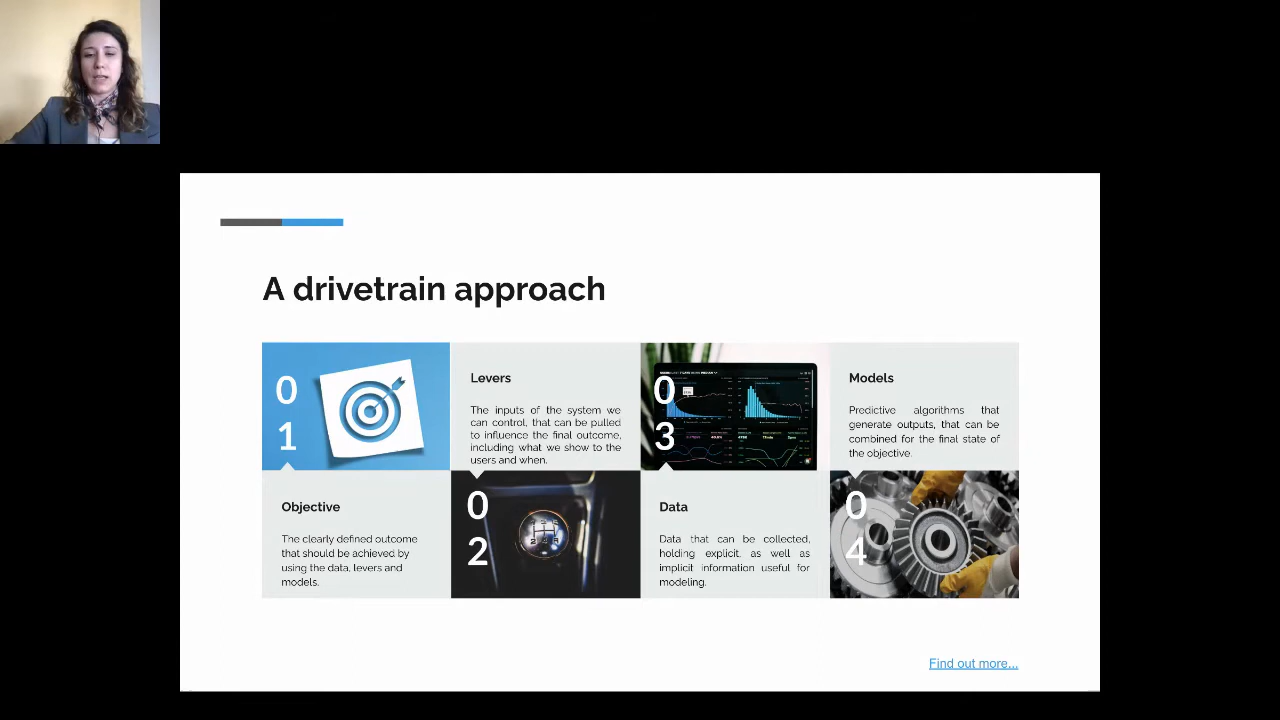 A drivetrain approach
0
1
Objective
The clearly defined outcome
that should be achieved by
using the data, levers and
models.
Levers
The inputs of the system we
can control, that can be pulled
to influence the final outcome,
including what we show to the
users and when.
0
2
0
3
Data
Data that can be collected,
holding explicit, as well as
implicit information useful for
modeling.
Models
Predictive algorithms that
generate outputs, that can be
combined for the final state of
the objective.
0
4
Find out more...